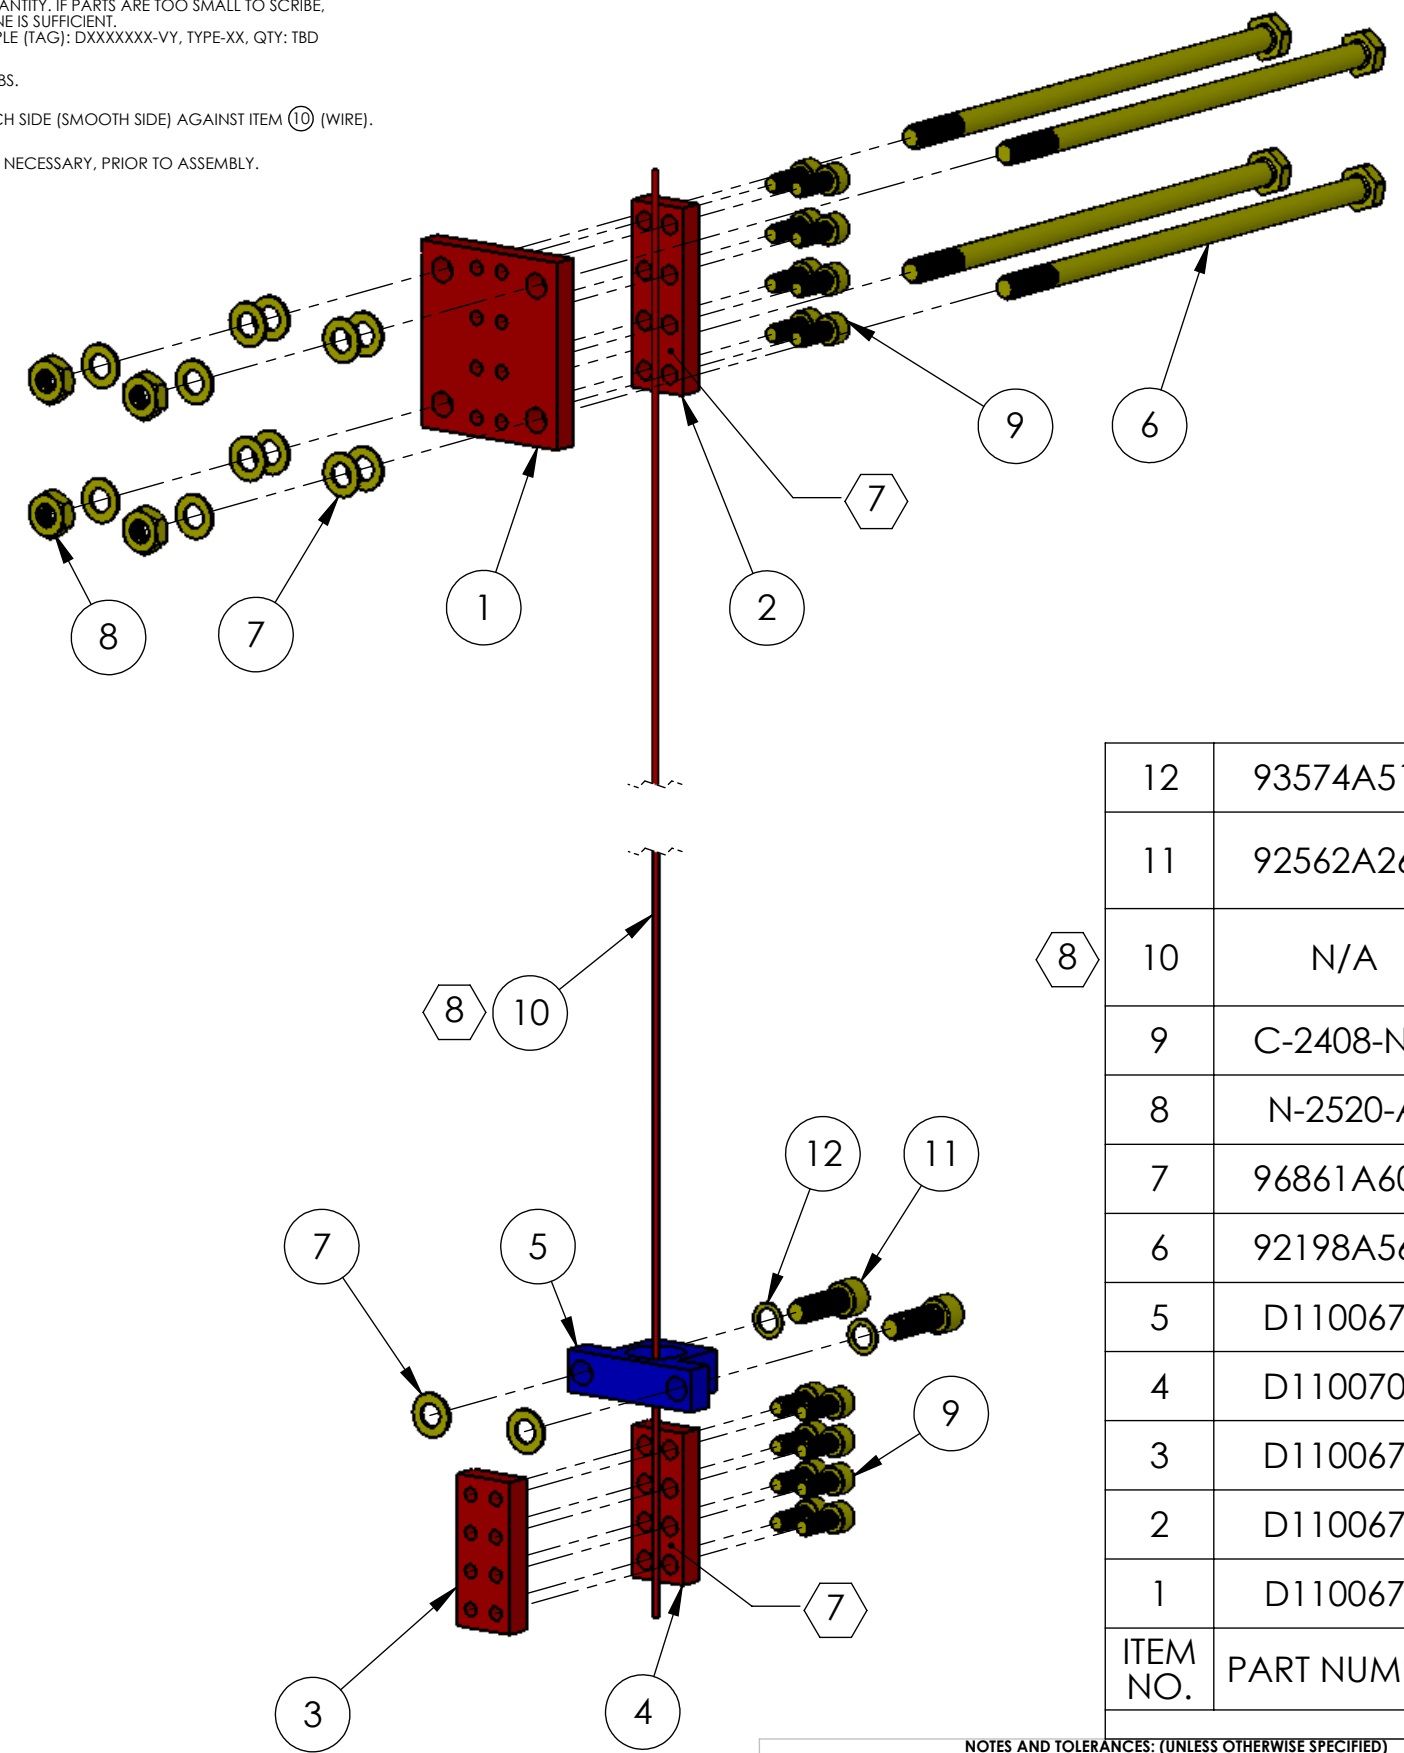 ANTITY. IF PARTS ARE TOO SMALL TO SCRIBE,
NE IS SUFFICIENT.
PLE (TAG): DXXXXXXX-VY, TYPE-XX, QTY: TBD
BS.
CH SIDE (SMOOTH SIDE) AGAINST ITEM 10 (WIRE).
NECESSARY, PRIOR TO ASSEMBLY.
9
6
7
1
2
8
7
8
10
12
11
7
5
9
7
3
4
12 93574A5
11 92562A2
8
10 N/A
9 C-2408-N
8 N-2520-A
7 96861A60
6 92198A5
5 D110067
4 D110070
3 D110067
2 D110067
1 D110067
ITEM NO. PART NUM
NOTES AND TOLERANCES: (UNLESS OTHERWISE SPECIFIED)